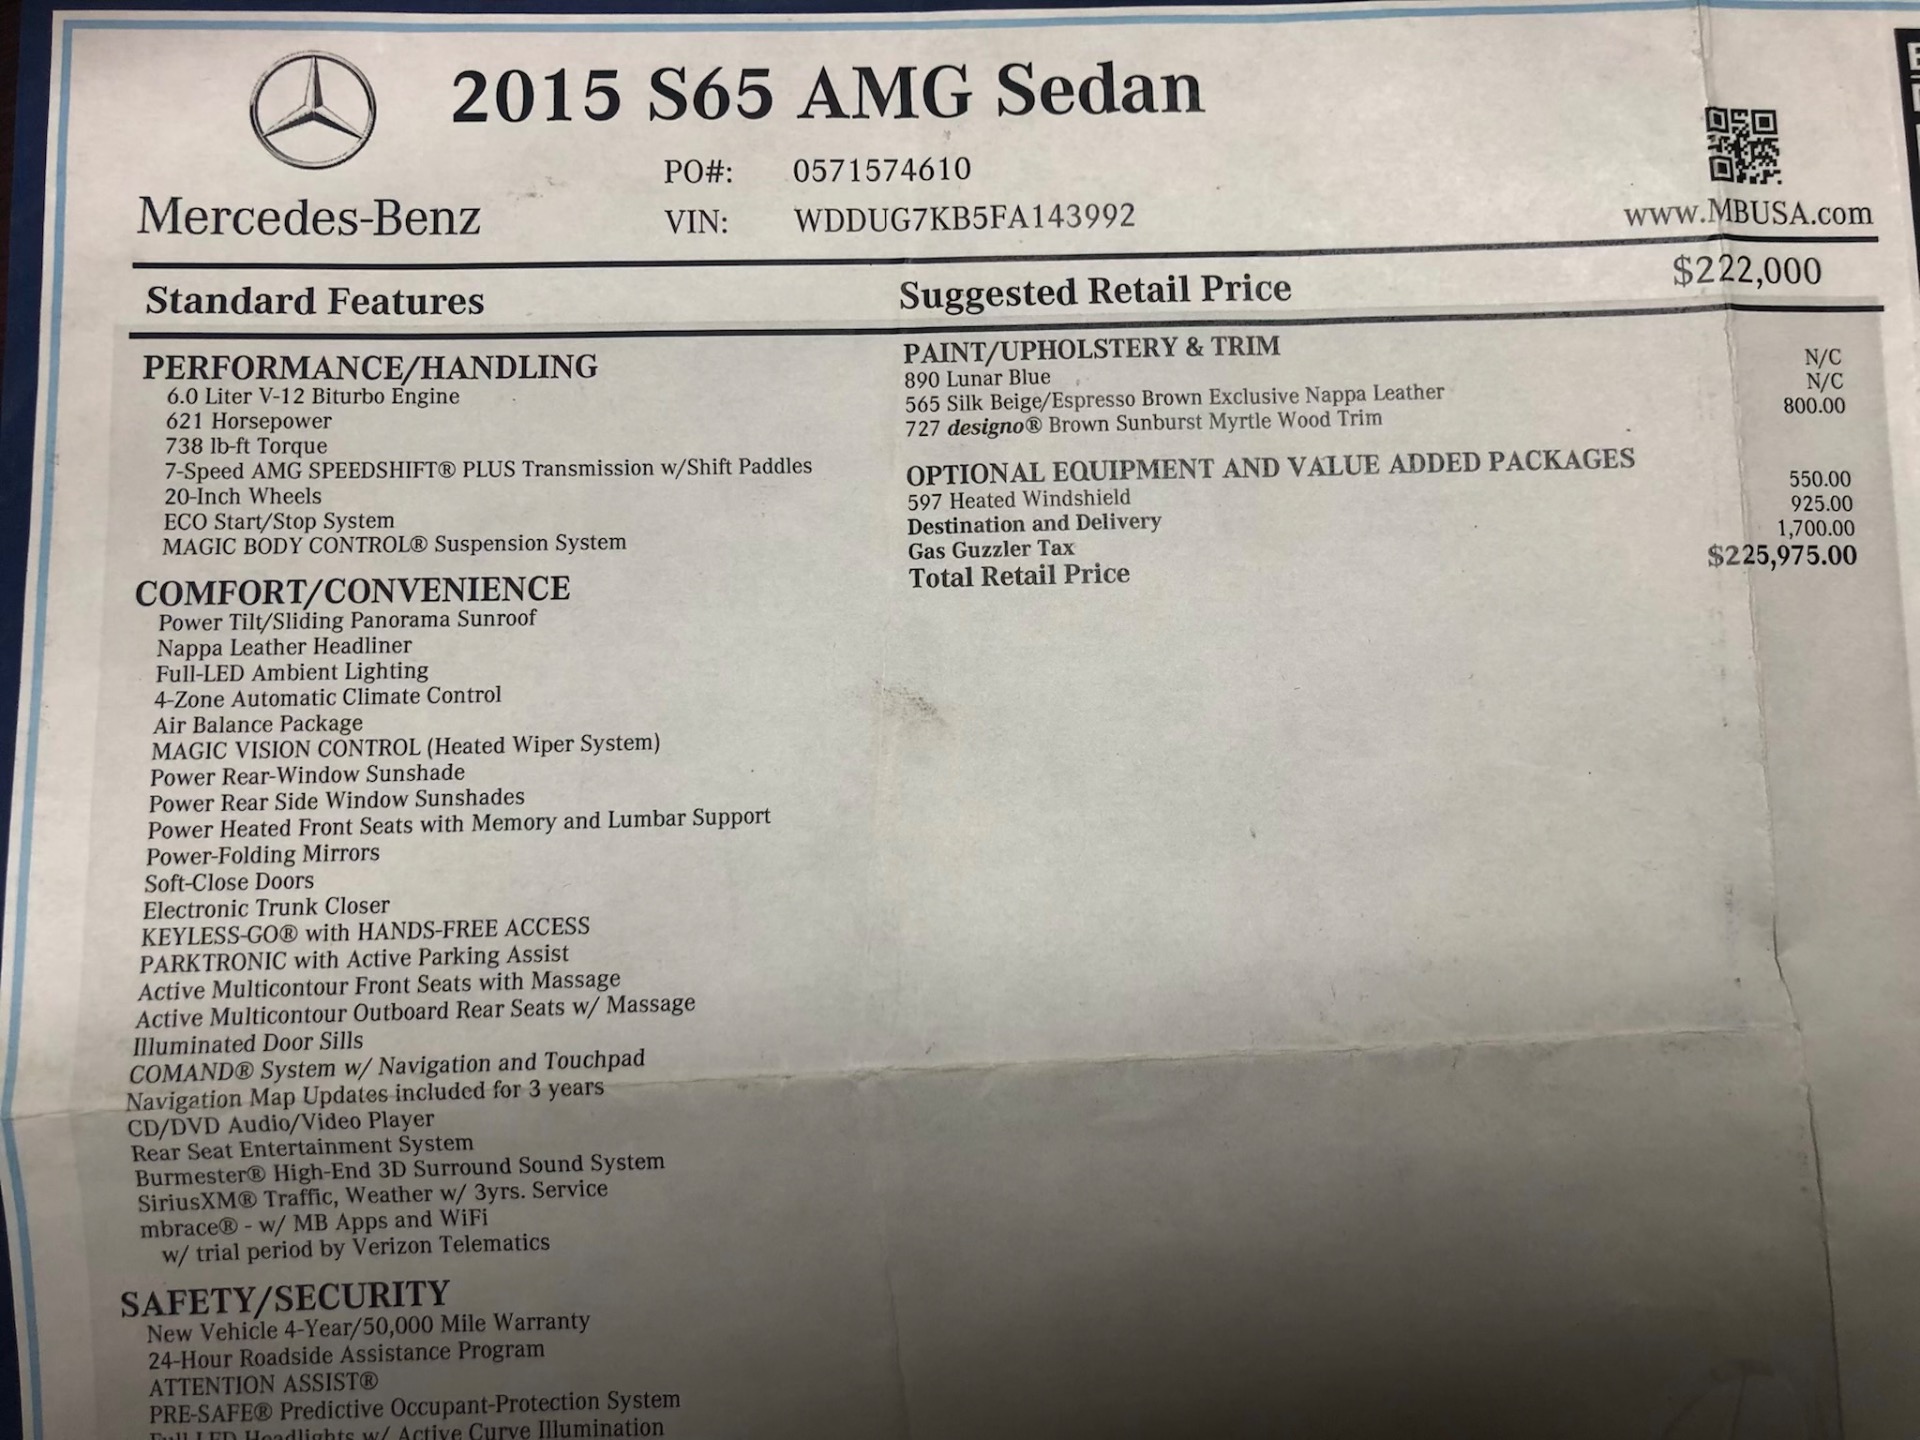 2015 S65 AMG Sedan
PO#: 0571574610
Mercedes-Benz
VIN: WDDUG7KB5FA143992
www.MBUSA.com
Standard Features
Suggested Retail Price $222,000
PERFORMANCE/HANDLING
6.0 Liter V-12 Biturbo Engine
621 Horsepower
738 lb-ft Torque
7-Speed AMG SPEEDSHIFT® PLUS Transmission w/Shift Paddles
20-Inch Wheels
ECO Start/Stop System
MAGIC BODY CONTROL® Suspension System
COMFORT/CONVENIENCE
Power Tilt/Sliding Panorama Sunroof
Nappa Leather Headliner
Full-LED Ambient Lighting
4-Zone Automatic Climate Control
Air Balance Package
MAGIC VISION CONTROL (Heated Wiper System)
Power Rear-Window Sunshade
Power Rear Side Window Sunshades
Power Heated Front Seats with Memory and Lumbar Support
Power-Folding Mirrors
Soft-Close Doors
Electronic Trunk Closer
KEYLESS-GO® with HANDS-FREE ACCESS
PARKTRONIC with Active Parking Assist
Active Multicontour Front Seats with Massage
Active Multicontour Outboard Rear Seats w/ Massage
Illuminated Door Sills
COMAND® System w/ Navigation and Touchpad
Navigation Map Updates included for 3 years
CD/DVD Audio/Video Player
Rear Seat Entertainment System
Burmester® High-End 3D Surround Sound System
SiriusXM® Traffic, Weather w/ 3yrs. Service
mbrace® - w/ MB Apps and WiFi
w/ trial period by Verizon Telematics
SAFETY/SECURITY
New Vehicle 4-Year/50,000 Mile Warranty
24-Hour Roadside Assistance Program
ATTENTION ASSIST®
PRE-SAFE® Predictive Occupant-Protection System
Full LED Headlights w/ Active Curve Illumination
PAINT/UPHOLSTERY & TRIM
890 Lunar Blue N/C
565 Silk Beige/Espresso Brown Exclusive Nappa Leather N/C
727 designo® Brown Sunburst Myrtle Wood Trim 800.00
OPTIONAL EQUIPMENT AND VALUE ADDED PACKAGES
597 Heated Windshield 550.00
Destination and Delivery 925.00
Gas Guzzler Tax 1,700.00
Total Retail Price $225,975.00